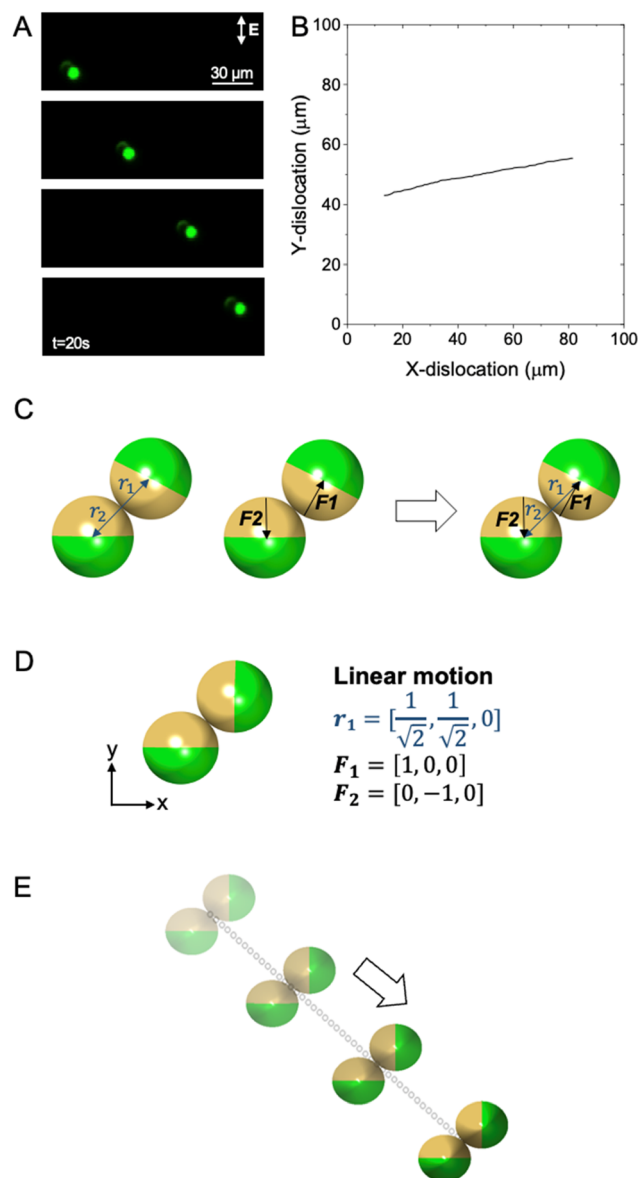 A
E
30 μm
t=20s
B
100
80
60
40
20
0
Y-dislocation (μm)
0 20 40 60 80 100
X-dislocation (μm)
C
r₁
r₂
F2
F1
r₁
F2
r₂
F1
D
y
x
Linear motion
r₁ = [1/√2, 1/√2, 0]
F₁ = [1, 0, 0]
F₂ = [0, −1, 0]
E